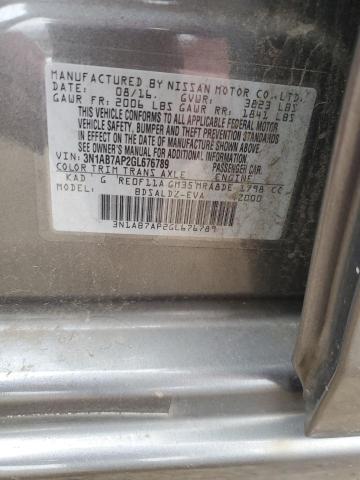 MANUFACTURED BY NISSAN MOTOR CO.,LTD.
DATE: 08/16. GVWR: 3823 LBS
GAWR FR: 2006 LBS GAWR RR: 1841 LBS
THIS VEHICLE CONFORMS TO ALL APPLICABLE FEDERAL MOTOR
VEHICLE SAFETY, BUMPER AND THEFT PREVENTION STANDARDS
IN EFFECT ON THE DATE OF MANUFACTURE SHOWN ABOVE.
SEE OWNER'S MANUAL.
VIN: 3N1AB7AP2GL676789 PASSENGER CAR
COLOR TRIM TRANS AXLE ENGINE
KAD G RE0F11A GM35 MRA8DE 1798 CC
MODEL: BDSALDZ-EVA 2000
3N1AB7AP2GL676789